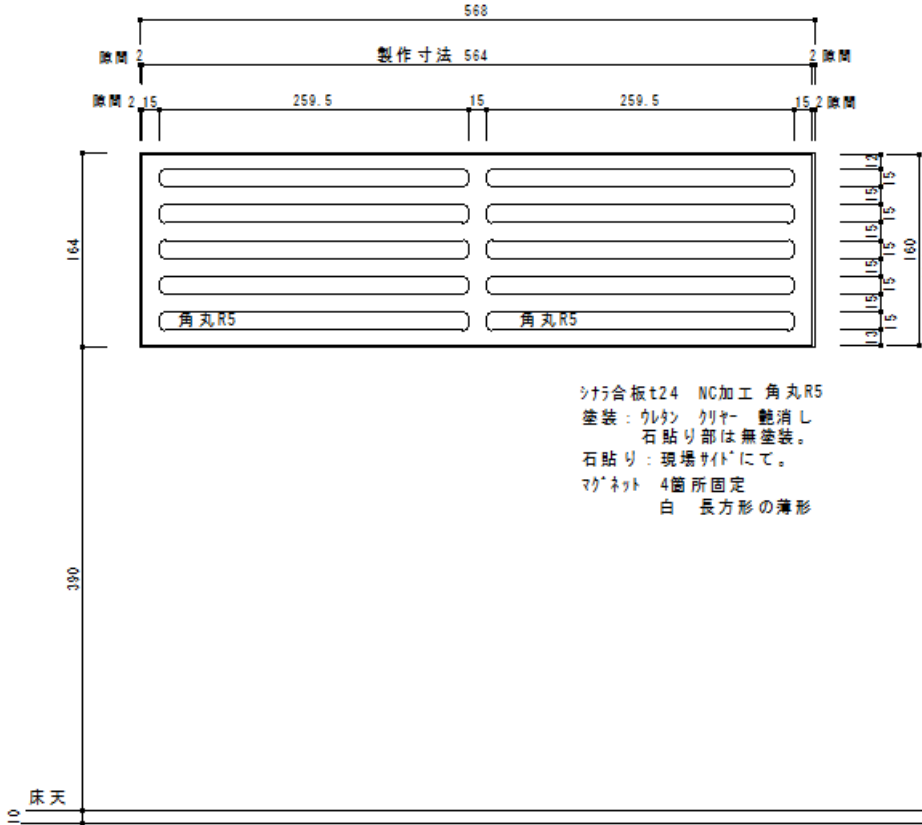 568
隙間 2 製作寸法 564 2 隙間
隙間 2 15 259.5 15 259.5 15 2 隙間
12
15
15
15
15
15
15
15
15
15
13
160
164
角丸R5 角丸R5
シナラ合板t24 NC加工 角丸R5
塗装：ウレタン クリヤー 艶消し
石貼り部は無塗装。
石貼り：現場サイドにて。
マグネット 4箇所固定
白 長方形の薄形
390
床天
10